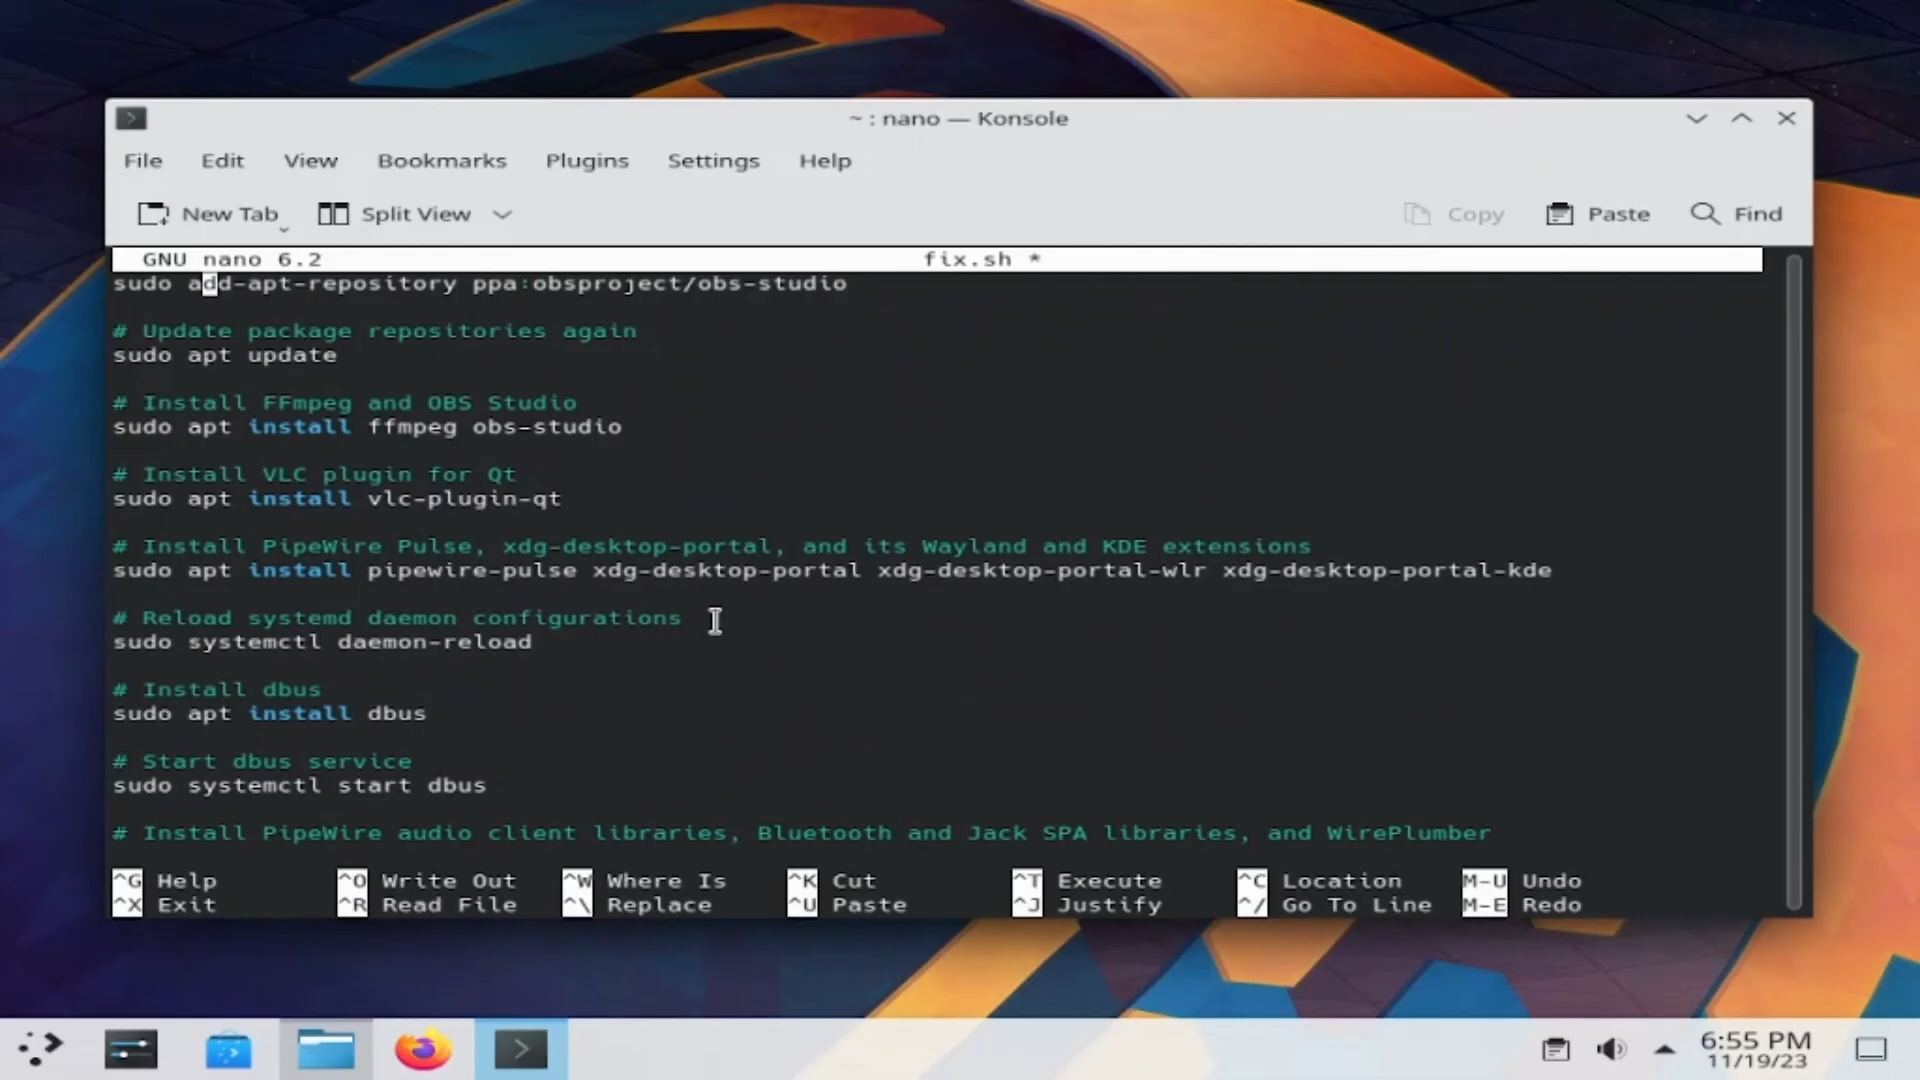 ~ : nano — Konsole
File Edit View Bookmarks Plugins Settings Help
New Tab Split View Copy Paste Find
GNU nano 6.2 fix.sh *
sudo add-apt-repository ppa:obsproject/obs-studio
# Update package repositories again
sudo apt update
# Install FFmpeg and OBS Studio
sudo apt install ffmpeg obs-studio
# Install VLC plugin for Qt
sudo apt install vlc-plugin-qt
# Install PipeWire Pulse, xdg-desktop-portal, and its Wayland and KDE extensions
sudo apt install pipewire-pulse xdg-desktop-portal xdg-desktop-portal-wlr xdg-desktop-portal-kde
# Reload systemd daemon configurations
sudo systemctl daemon-reload
# Install dbus
sudo apt install dbus
# Start dbus service
sudo systemctl start dbus
# Install PipeWire audio client libraries, Bluetooth and Jack SPA libraries, and WirePlumber
^G Help ^O Write Out ^W Where Is ^K Cut ^T Execute ^C Location M-U Undo
^X Exit ^R Read File ^\ Replace ^U Paste ^J Justify ^/ Go To Line M-E Redo
6:55 PM
11/19/23